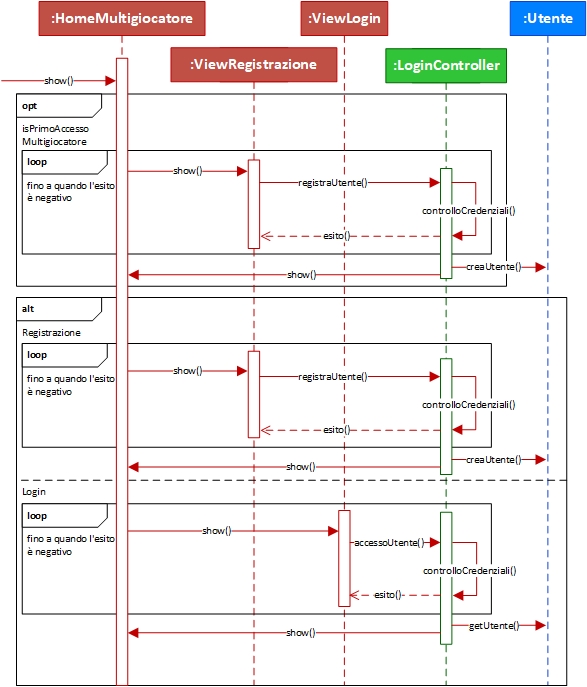 :HomeMultigiocatore
:ViewLogin
:Utente
:ViewRegistrazione
:LoginController
show()
opt
isPrimoAccesso
Multigiocatore
loop
fino a quando l'esito
è negativo
show()
registraUtente()
controlloCredenziali()
esito()
creaUtente()
show()
alt
Registrazione
loop
fino a quando l'esito
è negativo
show()
registraUtente()
controlloCredenziali()
esito()
creaUtente()
show()
Login
loop
fino a quando l'esito
è negativo
show()
accessoUtente()
controlloCredenziali()
esito()
getUtente()
show()